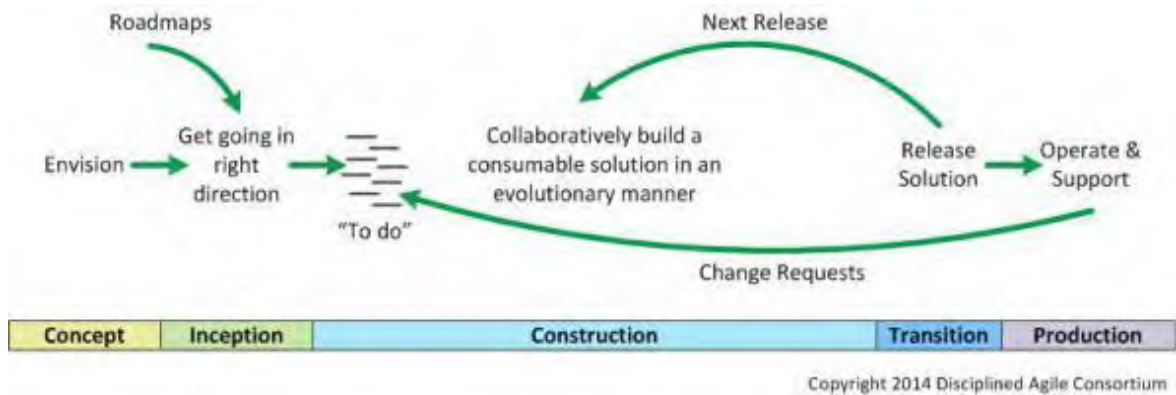 Roadmaps
Next Release
Envision
Get going in
right
direction
“To do”
Collaboratively build a
consumable solution in an
evolutionary manner
Release
Solution
Operate &
Support
Change Requests
Concept
Inception
Construction
Transition
Production
Copyright 2014 Disciplined Agile Consortium